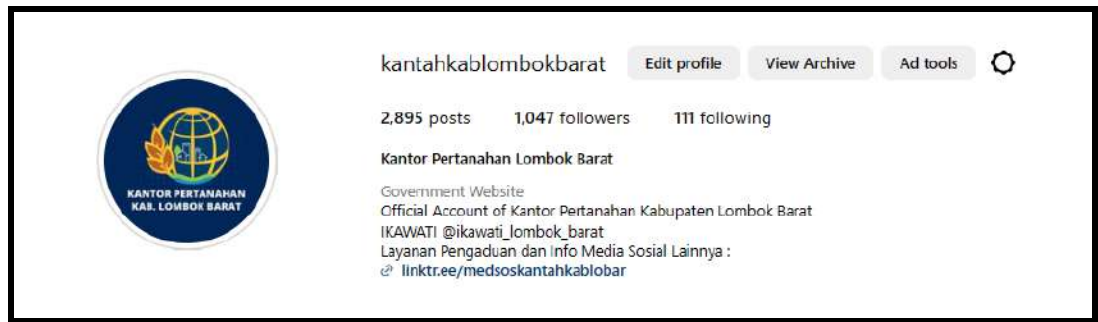 kantahkablombokbarat Edit profile View Archive Ad tools
2,895 posts 1,047 followers 111 following
Kantor Pertanahan Lombok Barat
Government Website
Official Account of Kantor Pertanahan Kabupaten Lombok Barat
IKAWATI @ikawati_lombok_barat
Layanan Pengaduan dan Info Media Sosial Lainnya :
linktr.ee/medsoskantahkablobar
KANTOR PERTANAHAN
KAB. LOMBOK BARAT